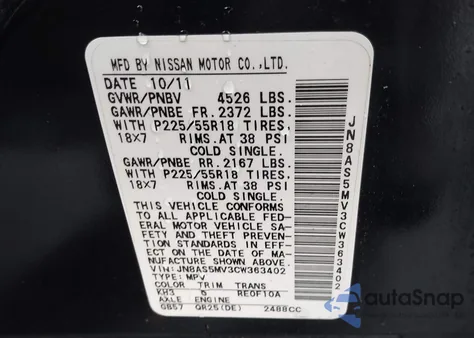 MFD BY NISSAN MOTOR CO.,LTD.
DATE 10/11
GVWR/PNBV 4526 LBS.
GAWR/PNBE FR. 2372 LBS.
WITH P225/55R18 TIRES.
18X7 RIMS.AT 38 PSI
COLD SINGLE.
GAWR/PNBE RR. 2167 LBS.
WITH P225/55R18 TIRES.
18X7 RIMS.AT 38 PSI
COLD SINGLE.
THIS VEHICLE CONFORMS
TO ALL APPLICABLE FED-
ERAL MOTOR VEHICLE SA-
FETY AND THEFT PREVEN-
TION STANDARDS IN EFF-
ECT ON THE DATE OF MA-
NUFACTURE SHOWN ABOVE.
VIN:JN8AS5MV3CW363402
TYPE:MPV
COLOR TRIM TRANS
KH3 G RE0F10A
AXLE ENGINE
GB57 QR25(DE) 2488CC
JN8AS5MV3CW363402
AutoSnap